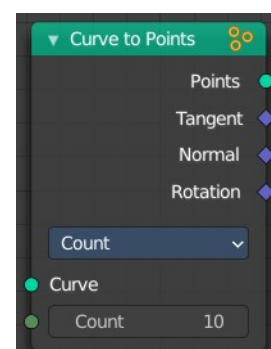 Curve to Points
Points
Tangent
Normal
Rotation
Count
Curve
Count 10